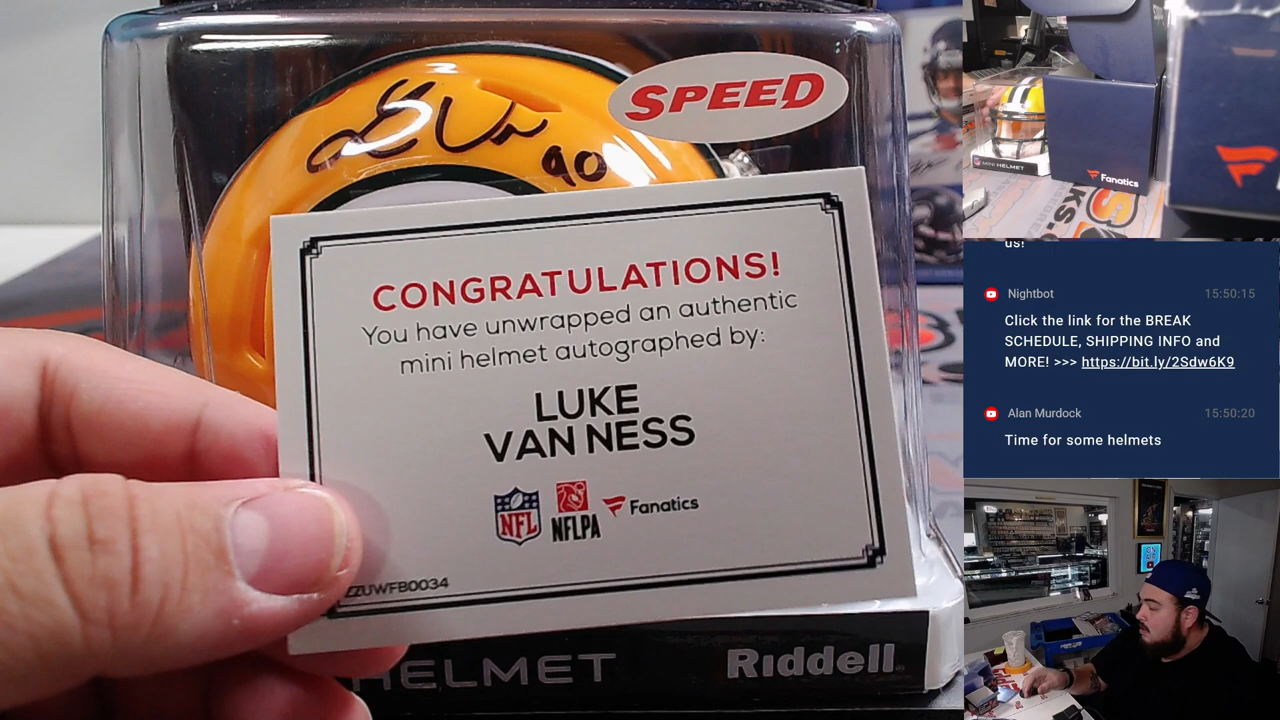 SPEED
90
CONGRATULATIONS!
You have unwrapped an authentic
mini helmet autographed by:
LUKE
VAN NESS
NFL
NFLPA
Fanatics
ZZUWFB0034
HELMET
Riddell
MINI HELMET
Fanatics
us!
Nightbot 15:50:15
Click the link for the BREAK
SCHEDULE, SHIPPING INFO and
MORE! >>> https://bit.ly/2Sdw6K9
Alan Murdock 15:50:20
Time for some helmets